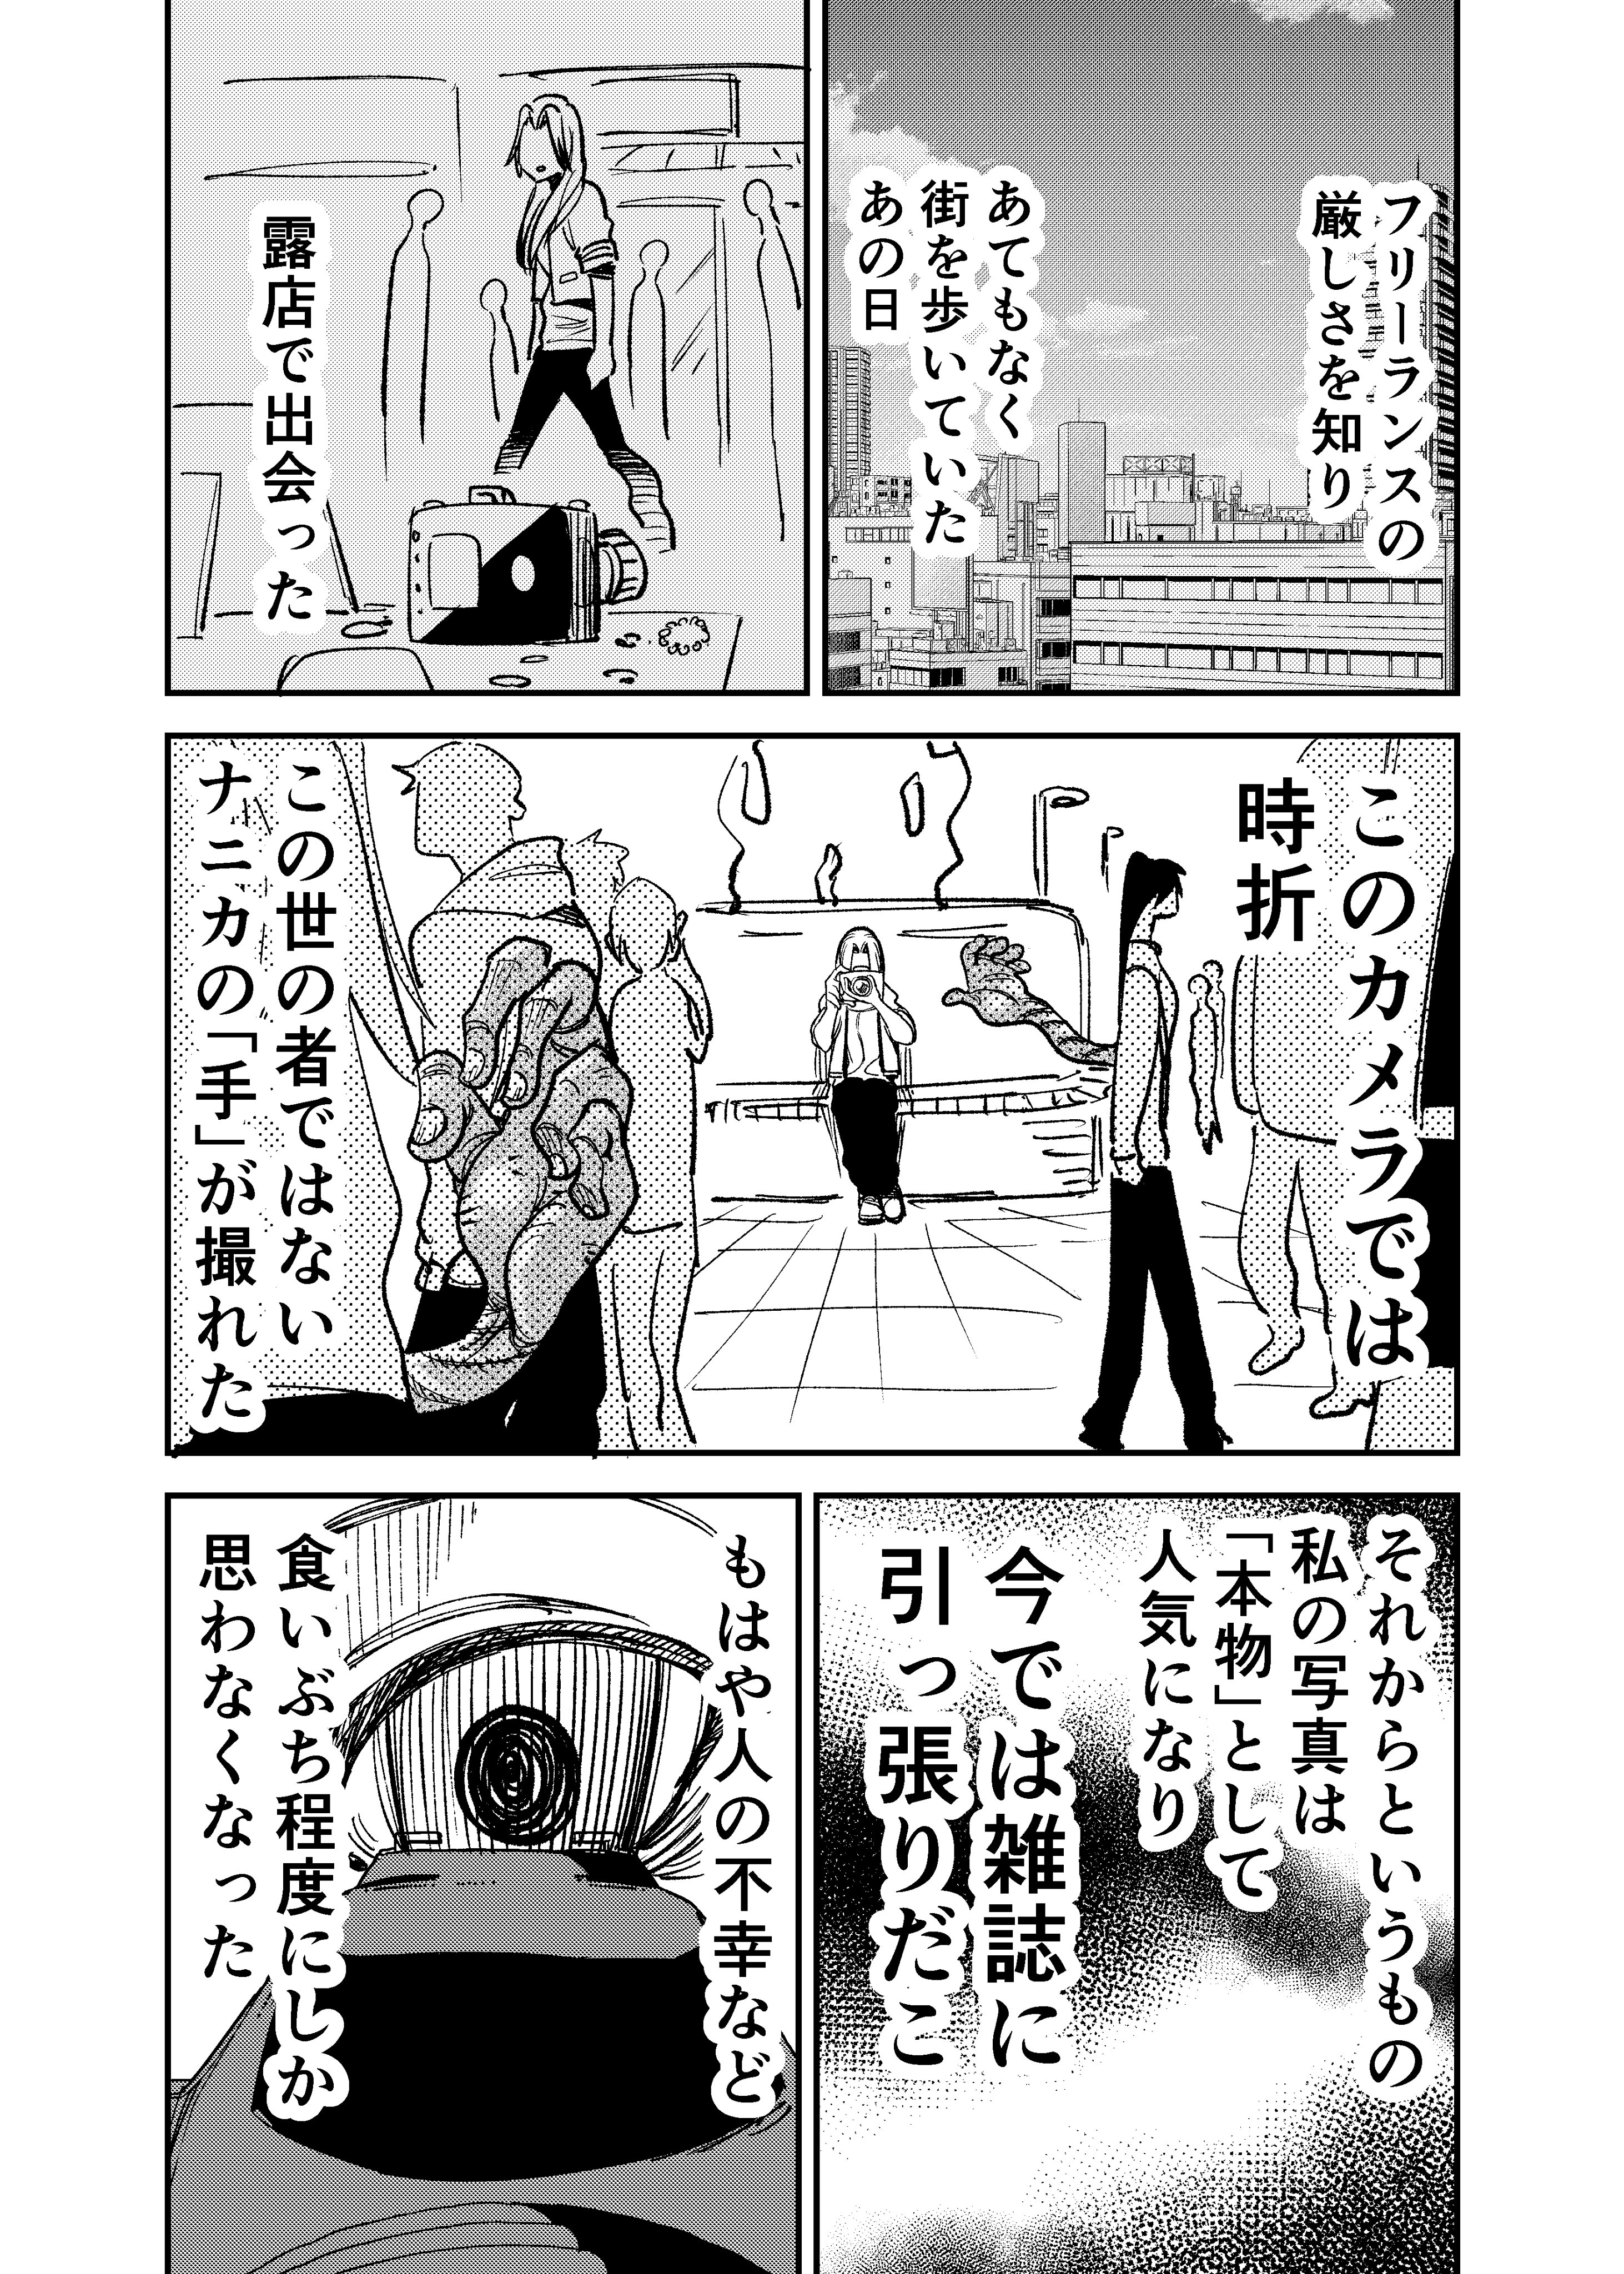 フリーランスの
厳しさを知り
あてもなく
街を歩いていた
あの日
露店で出会った
このカメラでは
時折
この世の者ではない
ナニカの「手」が撮れた
それからというもの
私の写真は
「本物」として
人気になり
今では雑誌に
引っ張りだこ
もはや人の不幸など
食いぶち程度にしか
思わなくなった